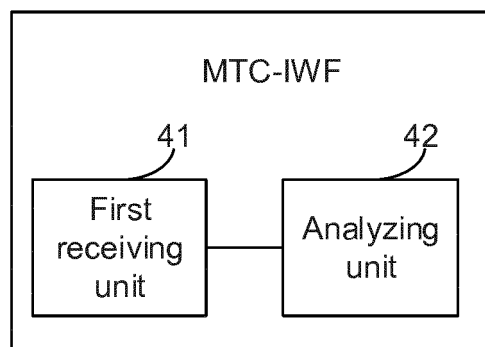 MTC-IWF
41
42
First
receiving
unit
Analyzing
unit